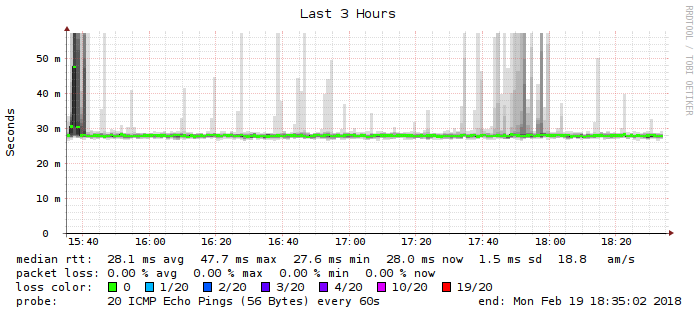 Last 3 Hours
RRDTOOL / TOBI OETIKER
Seconds
50 m
40 m
30 m
20 m
10 m
0
15:40 16:00 16:20 16:40 17:00 17:20 17:40 18:00 18:20
median rtt: 28.1 ms avg 47.7 ms max 27.6 ms min 28.0 ms now 1.5 ms sd 18.8 am/s
packet loss: 0.00 % avg 0.00 % max 0.00 % min 0.00 % now
loss color: 0 1/20 2/20 3/20 4/20 10/20 19/20
probe: 20 ICMP Echo Pings (56 Bytes) every 60s end: Mon Feb 19 18:35:02 2018